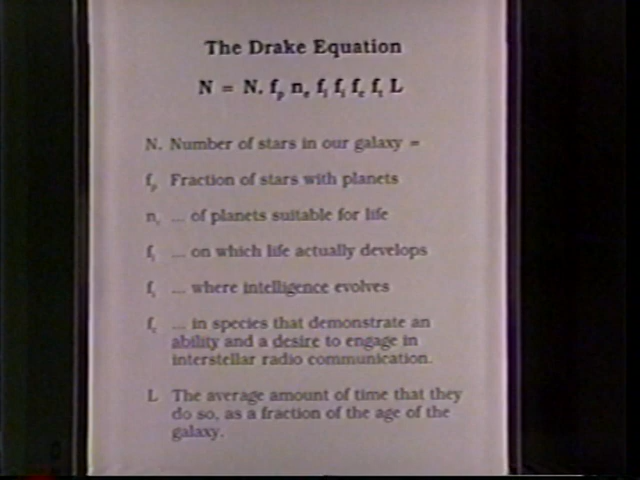 The Drake Equation
N = N. fp ne fl fi fc fL L
N. Number of stars in our galaxy =
fp Fraction of stars with planets
ne ... of planets suitable for life
fl ... on which life actually develops
fi ... where intelligence evolves
fc ... in species that demonstrate an
ability and a desire to engage in
interstellar radio communication.
L The average amount of time that they
do so, as a fraction of the age of the
galaxy.